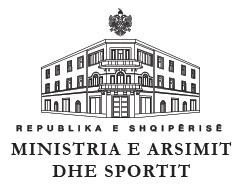 REPUBLIKA E SHQIPËRISË
MINISTRIA E ARSIMIT
DHE SPORTIT